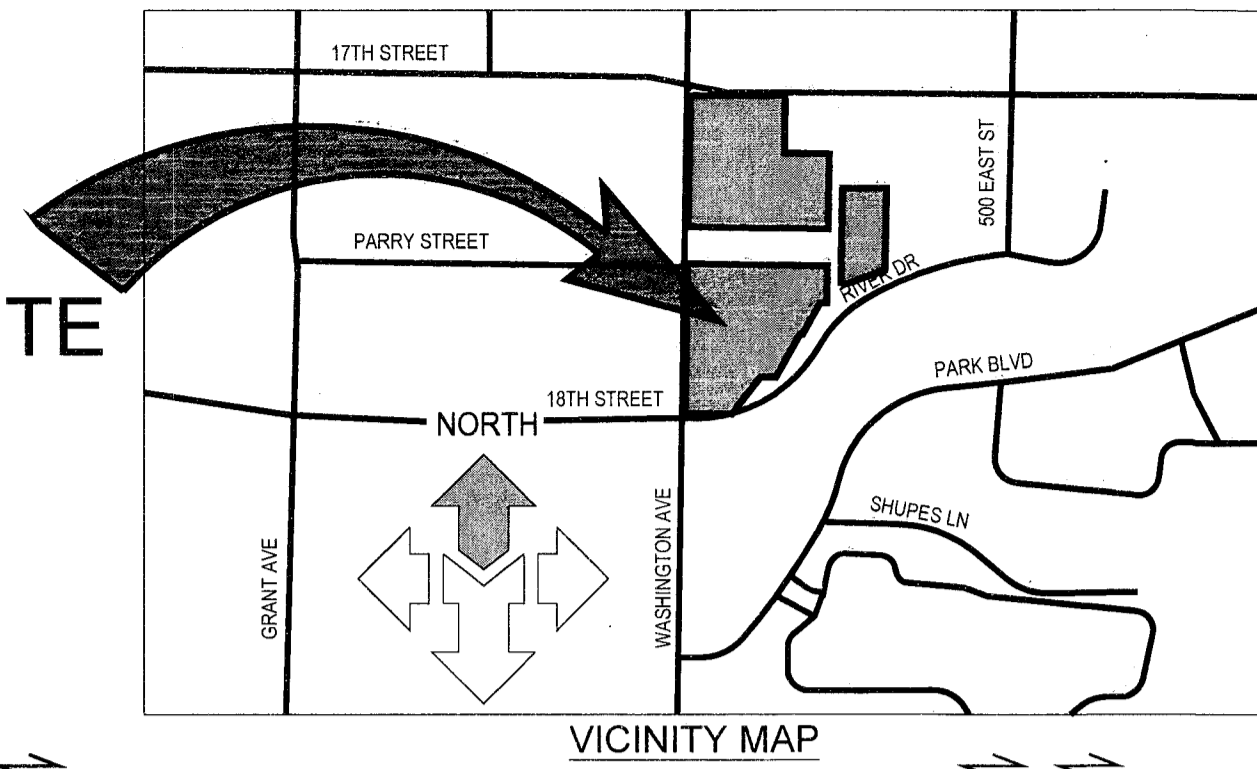 17TH STREET
500 EAST ST
PARRY STREET
RIVER DR
TE
PARK BLVD
18TH STREET
NORTH
SHUPES LN
GRANT AVE
WASHINGTON AVE
VICINITY MAP